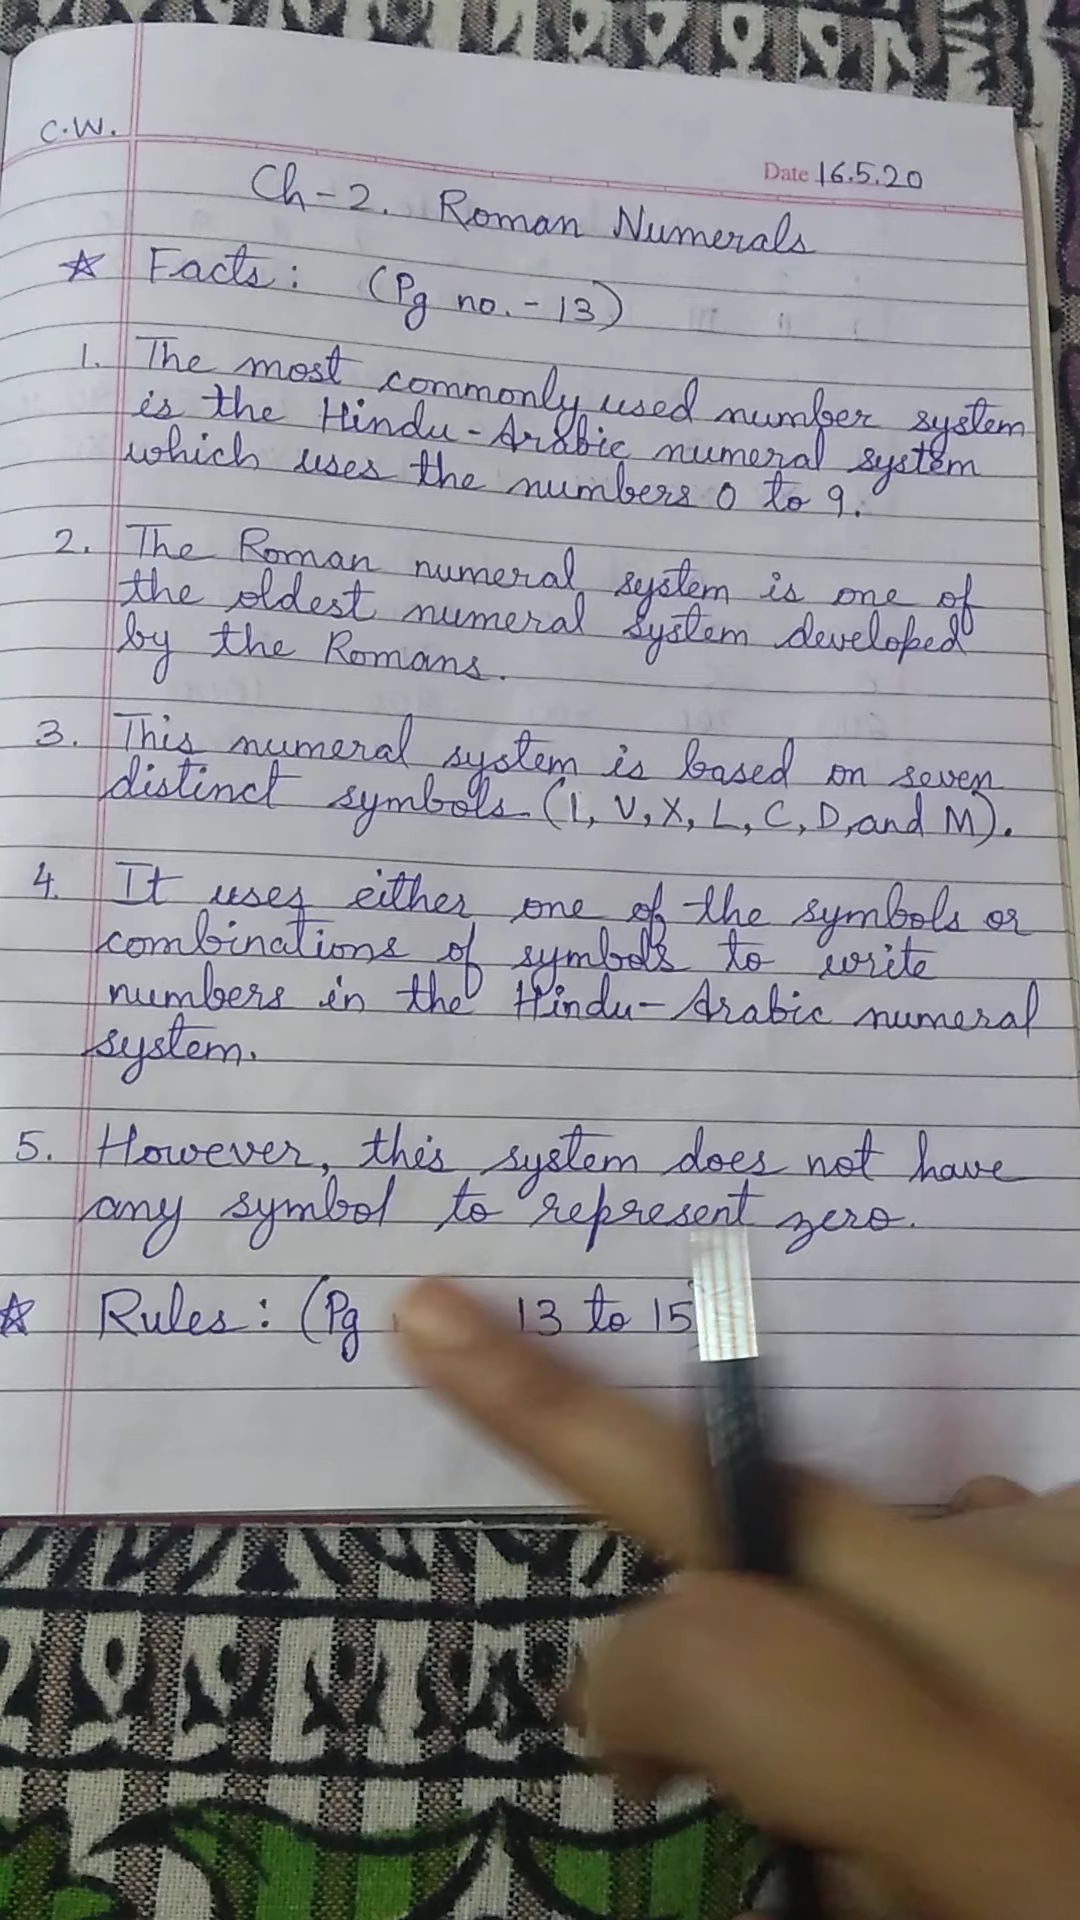 C.W.
Date 16.5.20
Ch-2. Roman Numerals
☆ Facts: (Pg no. - 13)
1. The most commonly used number system
is the Hindu-Arabic numeral system
which uses the numbers 0 to 9.
2. The Roman numeral system is one of
the oldest numeral system developed
by the Romans.
3. This numeral system is based on seven
distinct symbols (I, V, X, L, C, D, and M).
4. It uses either one of the symbols or
combinations of symbols to write
numbers in the Hindu-Arabic numeral
system.
5. However, this system does not have
any symbol to represent zero.
☆ Rules: (Pg 13 to 15